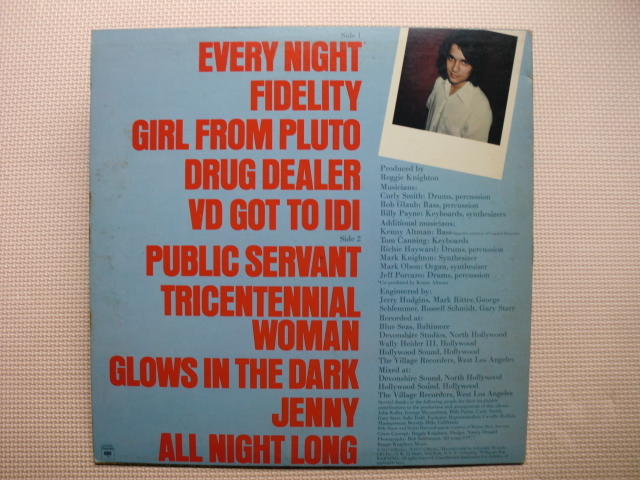 Side 1
EVERY NIGHT*
FIDELITY
GIRL FROM PLUTO
DRUG DEALER
VD GOT TO IDI
Side 2
PUBLIC SERVANT
TRICENTENNIAL
WOMAN
GLOWS IN THE DARK
JENNY
ALL NIGHT LONG
Produced by
Reggie Knighton
Musicians:
Curly Smith: Drums, percussion
Bob Glaub: Bass, percussion
Billy Payne: Keyboards, synthesizers
Additional musicians:
Kenny Altman: Bass
Tom Canning: Keyboards
Richie Hayward: Drums, percussion
Mark Knighton: Synthesizer
Mark Olson: Organ, synthesizer
Jeff Porcaro: Drums, percussion
*Co-produced by Kenny Altman
Engineered by:
Jerry Hudgins, Mark Ritter, George
Schlemmer, Russell Schmidt, Gary Starr
Recorded at:
Blue Seas, Baltimore
Devonshire Studios, North Hollywood
Wally Heider III, Hollywood
Hollywood Sound, Hollywood
The Village Recorders, West Los Angeles
Mixed at:
Devonshire Sound, North Hollywood
Hollywood Sound, Hollywood
The Village Recorders, West Los Angeles